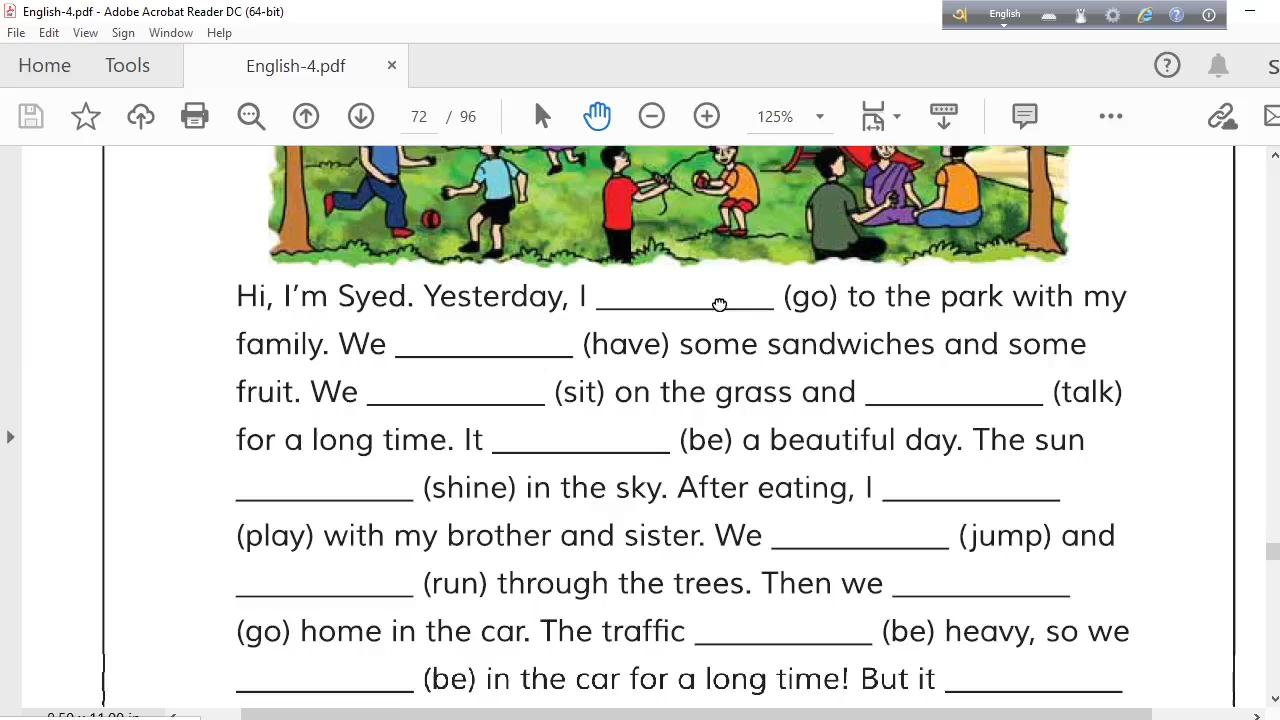 English-4.pdf - Adobe Acrobat Reader DC (64-bit)
English
File Edit View Sign Window Help
Home Tools English-4.pdf ×
72 / 96 125%
Hi, I'm Syed. Yesterday, I ____________ (go) to the park with my
family. We ____________ (have) some sandwiches and some
fruit. We ____________ (sit) on the grass and ____________ (talk)
for a long time. It ____________ (be) a beautiful day. The sun
____________ (shine) in the sky. After eating, I ____________
(play) with my brother and sister. We ____________ (jump) and
____________ (run) through the trees. Then we ____________
(go) home in the car. The traffic ____________ (be) heavy, so we
____________ (be) in the car for a long time! But it ____________